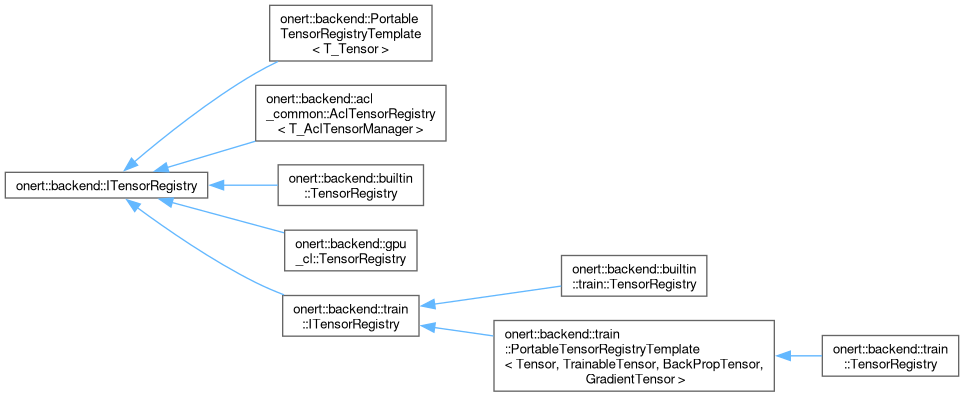 onert::backend::Portable
TensorRegistryTemplate
< T_Tensor >
onert::backend::acl
_common::AclTensorRegistry
< T_AclTensorManager >
onert::backend::ITensorRegistry
onert::backend::builtin
::TensorRegistry
onert::backend::gpu
_cl::TensorRegistry
onert::backend::train
::ITensorRegistry
onert::backend::builtin
::train::TensorRegistry
onert::backend::train
::PortableTensorRegistryTemplate
< Tensor, TrainableTensor, BackPropTensor,
GradientTensor >
onert::backend::train
::TensorRegistry